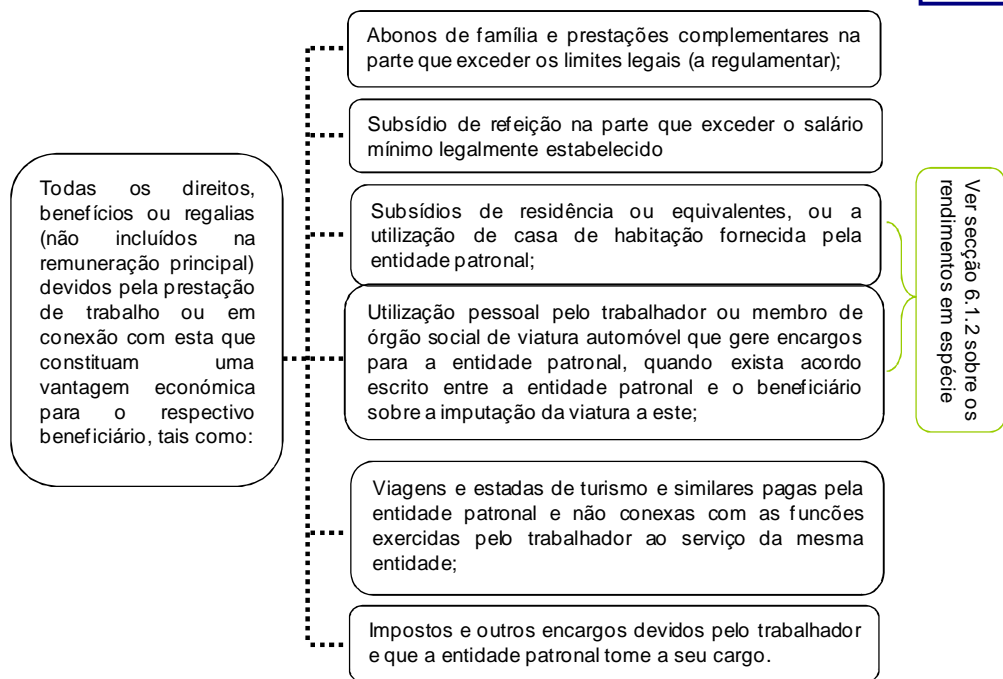 Abonos de família e prestações complementares na
parte que exceder os limites legais (a regulamentar);
Subsídio de refeição na parte que exceder o salário
mínimo legalmente estabelecido
Todas os direitos,
benefícios ou regalias
(não incluídos na
remuneração principal)
devidos pela prestação
de trabalho ou em
conexão com esta que
constituam uma
vantagem económica
para o respectivo
beneficiário, tais como:
Subsídios de residência ou equivalentes, ou a
utilização de casa de habitação fornecida pela
entidade patronal;
Utilização pessoal pelo trabalhador ou membro de
órgão social de viatura automóvel que gere encargos
para a entidade patronal, quando exista acordo
escrito entre a entidade patronal e o beneficiário
sobre a imputação da viatura a este;
Ver secção 6.1.2 sobre os
rendimentos em espécie
Viagens e estadas de turismo e similares pagas pela
entidade patronal e não conexas com as funcões
exercidas pelo trabalhador ao serviço da mesma
entidade;
Impostos e outros encargos devidos pelo trabalhador
e que a entidade patronal tome a seu cargo.